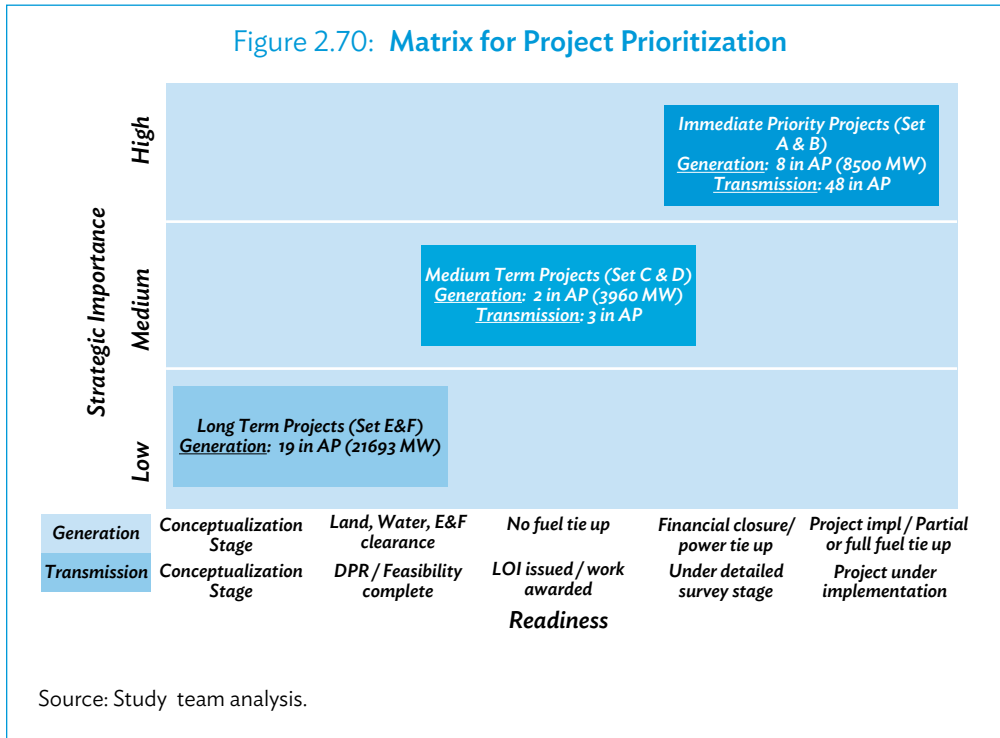 Figure 2.70: Matrix for Project Prioritization
Strategic Importance
High
Medium
Low
Immediate Priority Projects (Set
A & B)
Generation: 8 in AP (8500 MW)
Transmission: 48 in AP
Medium Term Projects (Set C & D)
Generation: 2 in AP (3960 MW)
Transmission: 3 in AP
Long Term Projects (Set E&F)
Generation: 19 in AP (21693 MW)
Generation
Conceptualization
Stage
Land, Water, E&F
clearance
No fuel tie up
Financial closure/
power tie up
Project impl / Partial
or full fuel tie up
Transmission
Conceptualization
Stage
DPR / Feasibility
complete
LOI issued / work
awarded
Under detailed
survey stage
Project under
implementation
Readiness
Source: Study team analysis.